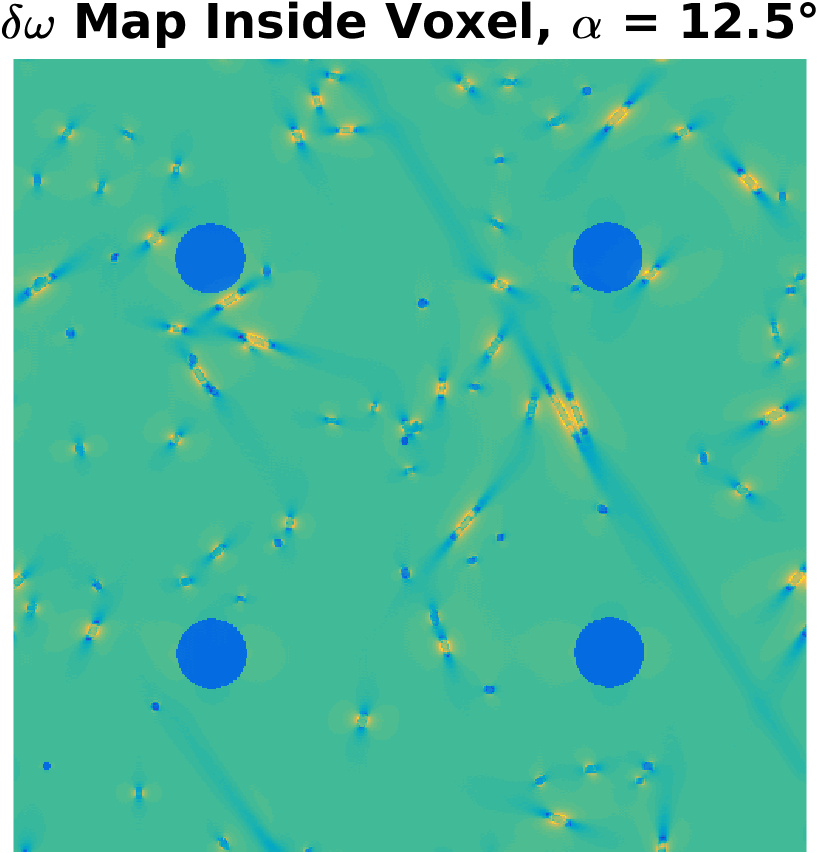 δω Map Inside Voxel, α = 12.5°